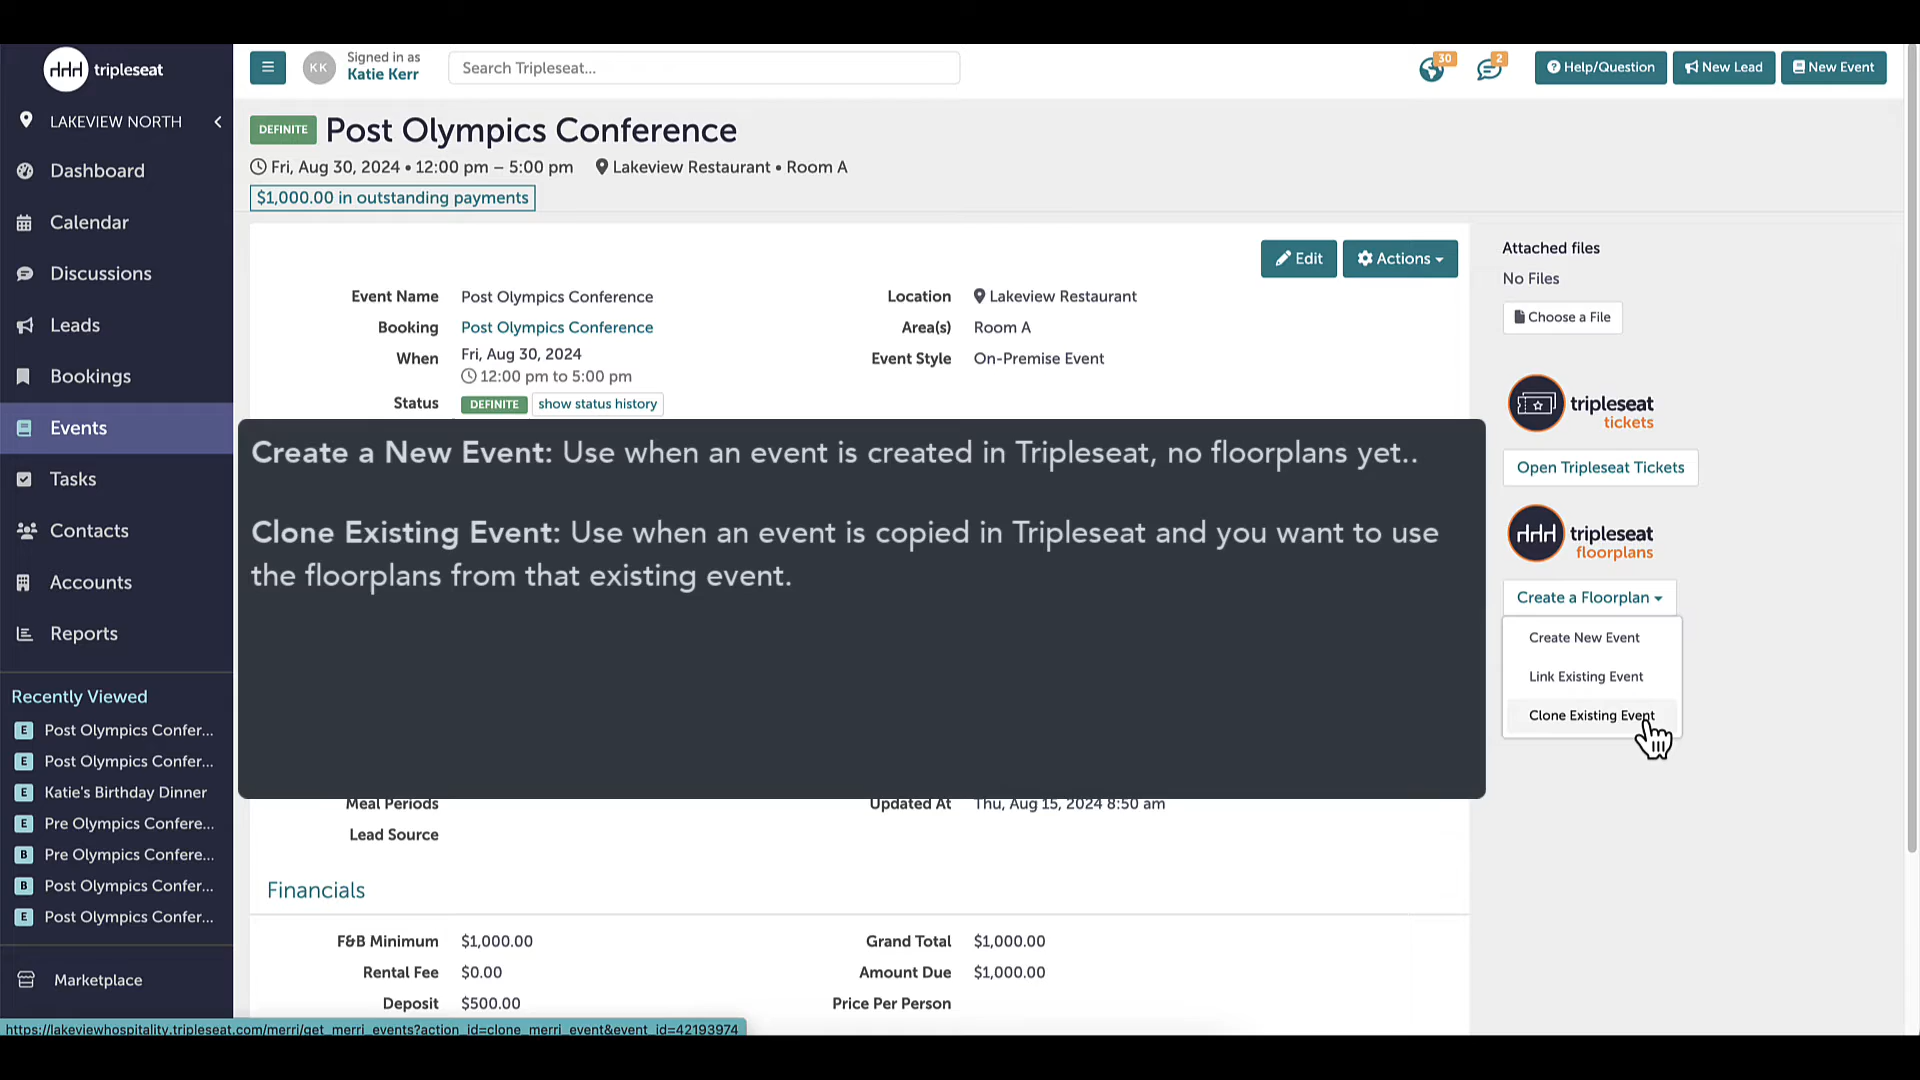 tripleseat
Signed in as
KK
Katie Kerr
Search Tripleseat...
30
2
Help/Question
New Lead
New Event
LAKEVIEW NORTH
Dashboard
Calendar
Discussions
Leads
Bookings
Events
Tasks
Contacts
Accounts
Reports
Recently Viewed
E Post Olympics Confer...
E Post Olympics Confer...
E Katie's Birthday Dinner
E Pre Olympics Confere...
B Pre Olympics Confere...
B Post Olympics Confer...
E Post Olympics Confer...
Marketplace
DEFINITE Post Olympics Conference
Fri, Aug 30, 2024 • 12:00 pm – 5:00 pm Lakeview Restaurant • Room A
$1,000.00 in outstanding payments
Edit
Actions
Event Name Post Olympics Conference
Booking Post Olympics Conference
When Fri, Aug 30, 2024
12:00 pm to 5:00 pm
Status DEFINITE show status history
Location Lakeview Restaurant
Area(s) Room A
Event Style On-Premise Event
Create a New Event: Use when an event is created in Tripleseat, no floorplans yet..
Clone Existing Event: Use when an event is copied in Tripleseat and you want to use
the floorplans from that existing event.
Meal Periods
Updated At Thu, Aug 15, 2024 8:50 am
Lead Source
Financials
F&B Minimum $1,000.00
Rental Fee $0.00
Deposit $500.00
Grand Total $1,000.00
Amount Due $1,000.00
Price Per Person
Attached files
No Files
Choose a File
tripleseat
tickets
Open Tripleseat Tickets
tripleseat
floorplans
Create a Floorplan
Create New Event
Link Existing Event
Clone Existing Event
https://lakeviewhospitality.tripleseat.com/merri/get_merri_events?action_id=clone_merri_event&event_id=42193974